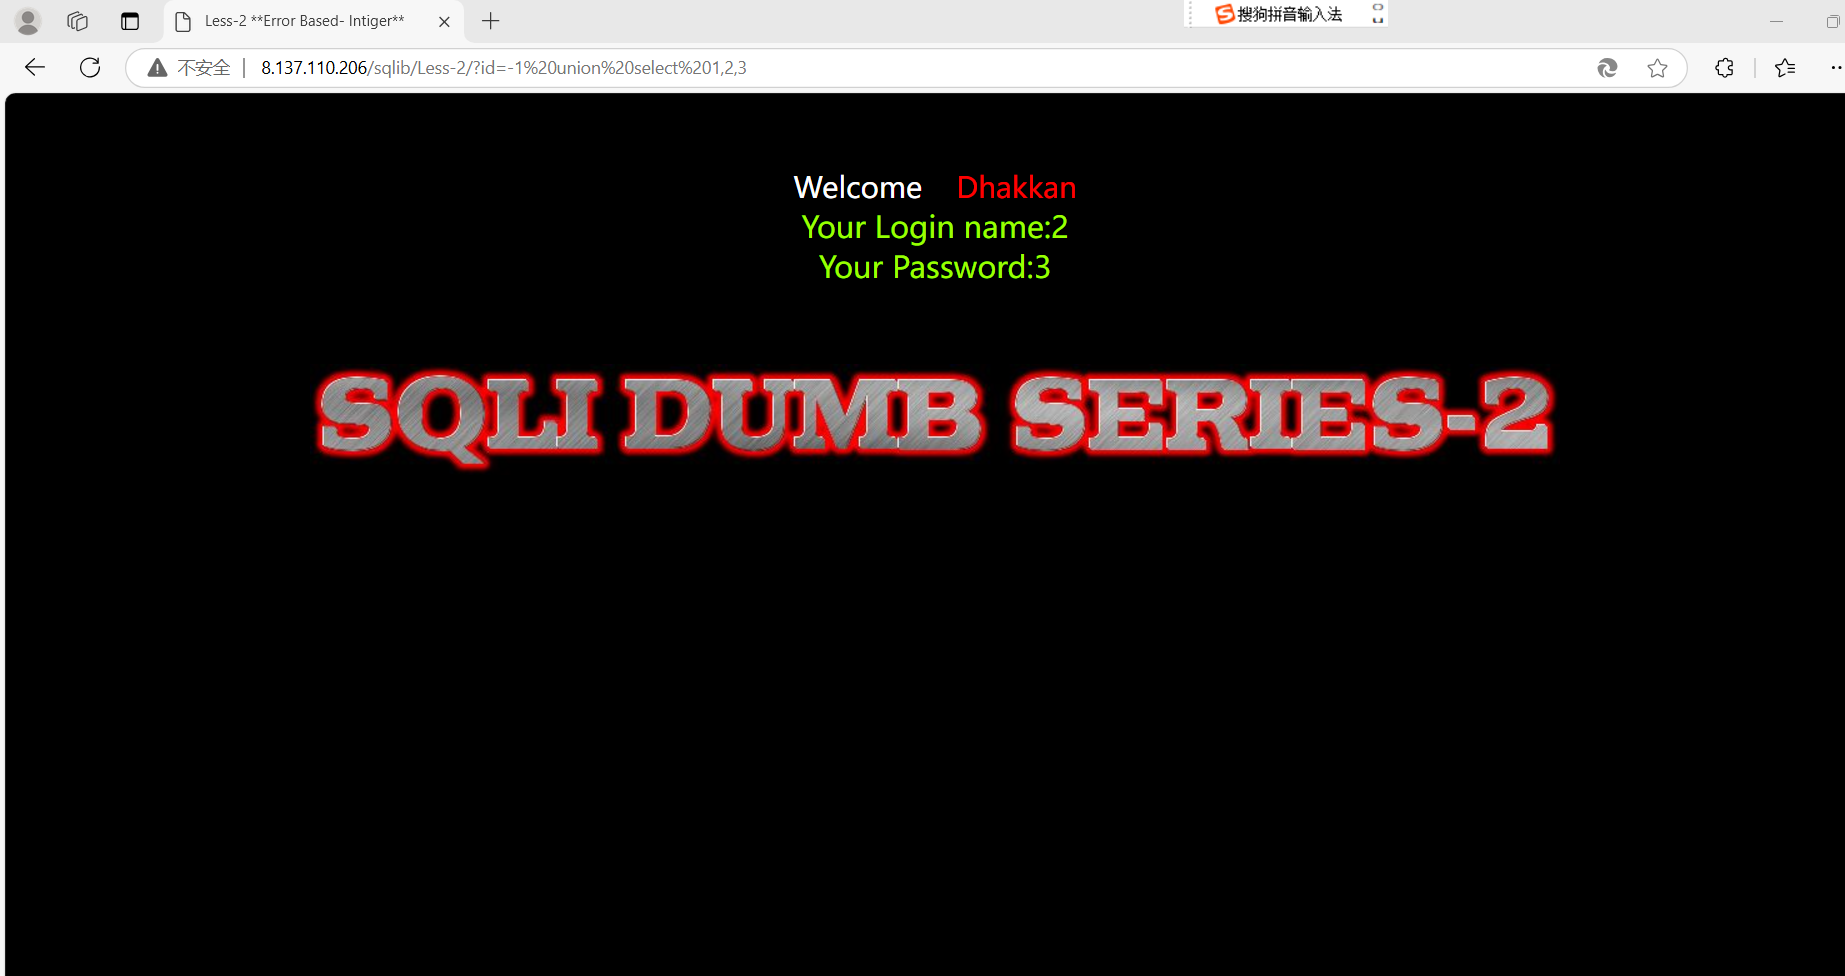 Less-2 **Error Based- Intiger**
搜狗拼音输入法
不安全
8.137.110.206/sqlib/Less-2/?id=-1%20union%20select%201,2,3
Welcome Dhakkan
Your Login name:2
Your Password:3
SQLI DUMB SERIES-2